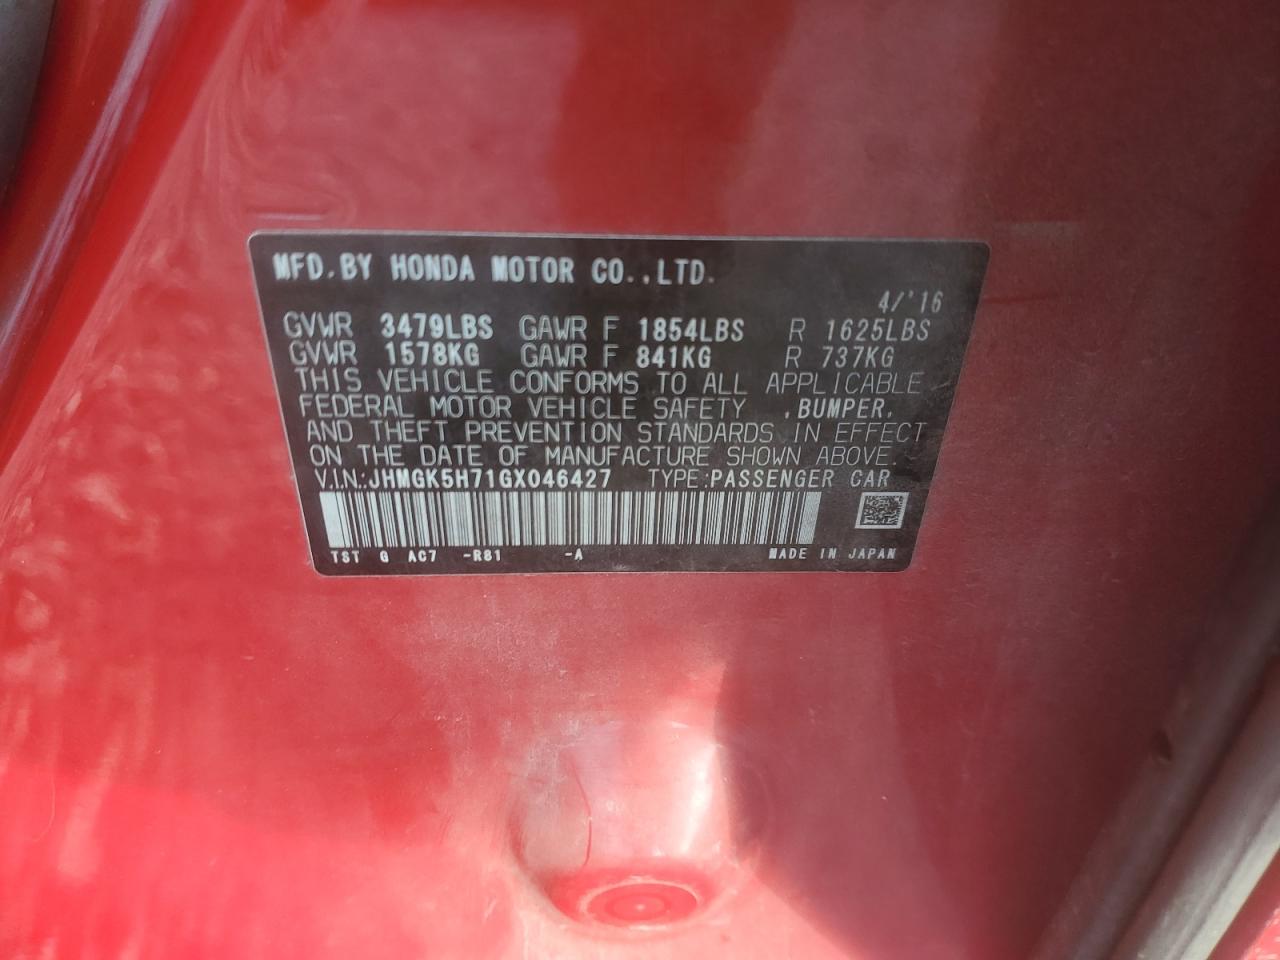 MFD.BY HONDA MOTOR CO.,LTD.
4/'16
GVWR 3479LBS GAWR F 1854LBS R 1625LBS
GVWR 1578KG GAWR F 841KG R 737KG
THIS VEHICLE CONFORMS TO ALL APPLICABLE
FEDERAL MOTOR VEHICLE SAFETY ,BUMPER,
AND THEFT PREVENTION STANDARDS IN EFFECT
ON THE DATE OF MANUFACTURE SHOWN ABOVE.
V.I.N.:JHMGK5H71GX046427 TYPE:PASSENGER CAR
TST G AC7 -R81 -A MADE IN JAPAN